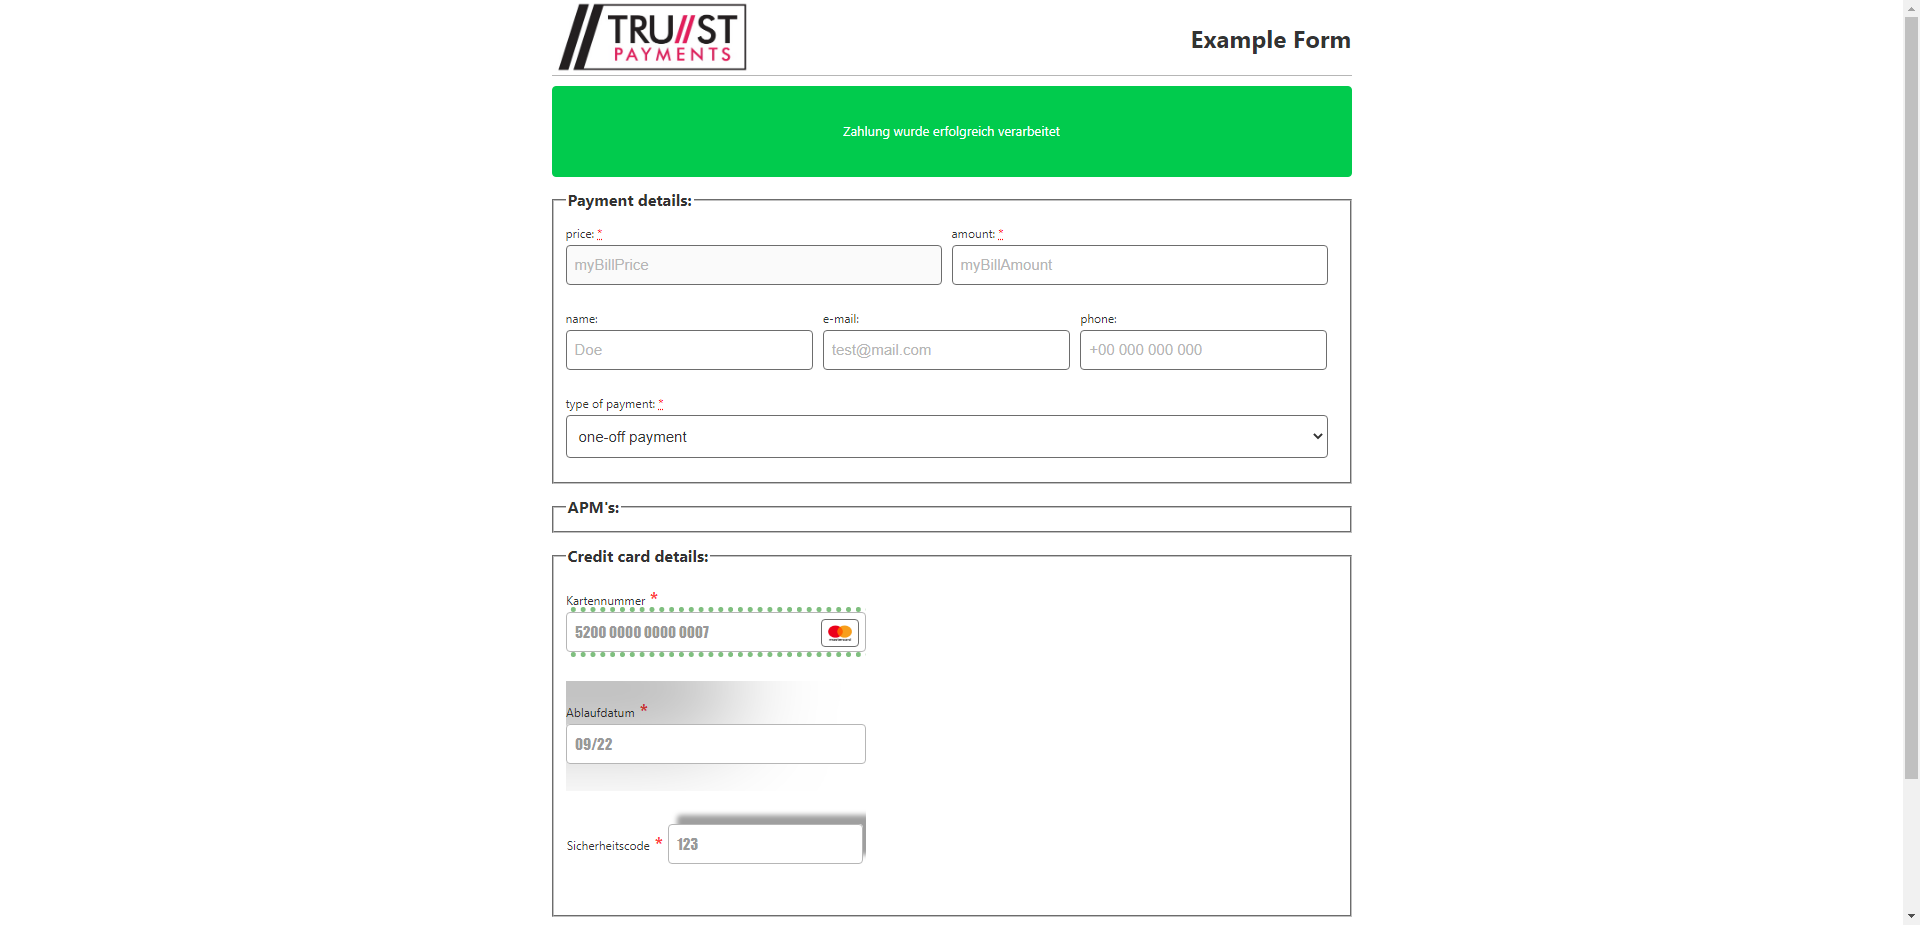 TRU//ST
PAYMENTS
Example Form
Zahlung wurde erfolgreich verarbeitet
Payment details:
price: *
amount: *
myBillPrice
myBillAmount
name:
e-mail:
phone:
Doe
test@mail.com
+00 000 000 000
type of payment: *
one-off payment
APM's:
Credit card details:
Kartennummer *
5200 0000 0000 0007
mastercard
Ablaufdatum *
09/22
Sicherheitscode *
123